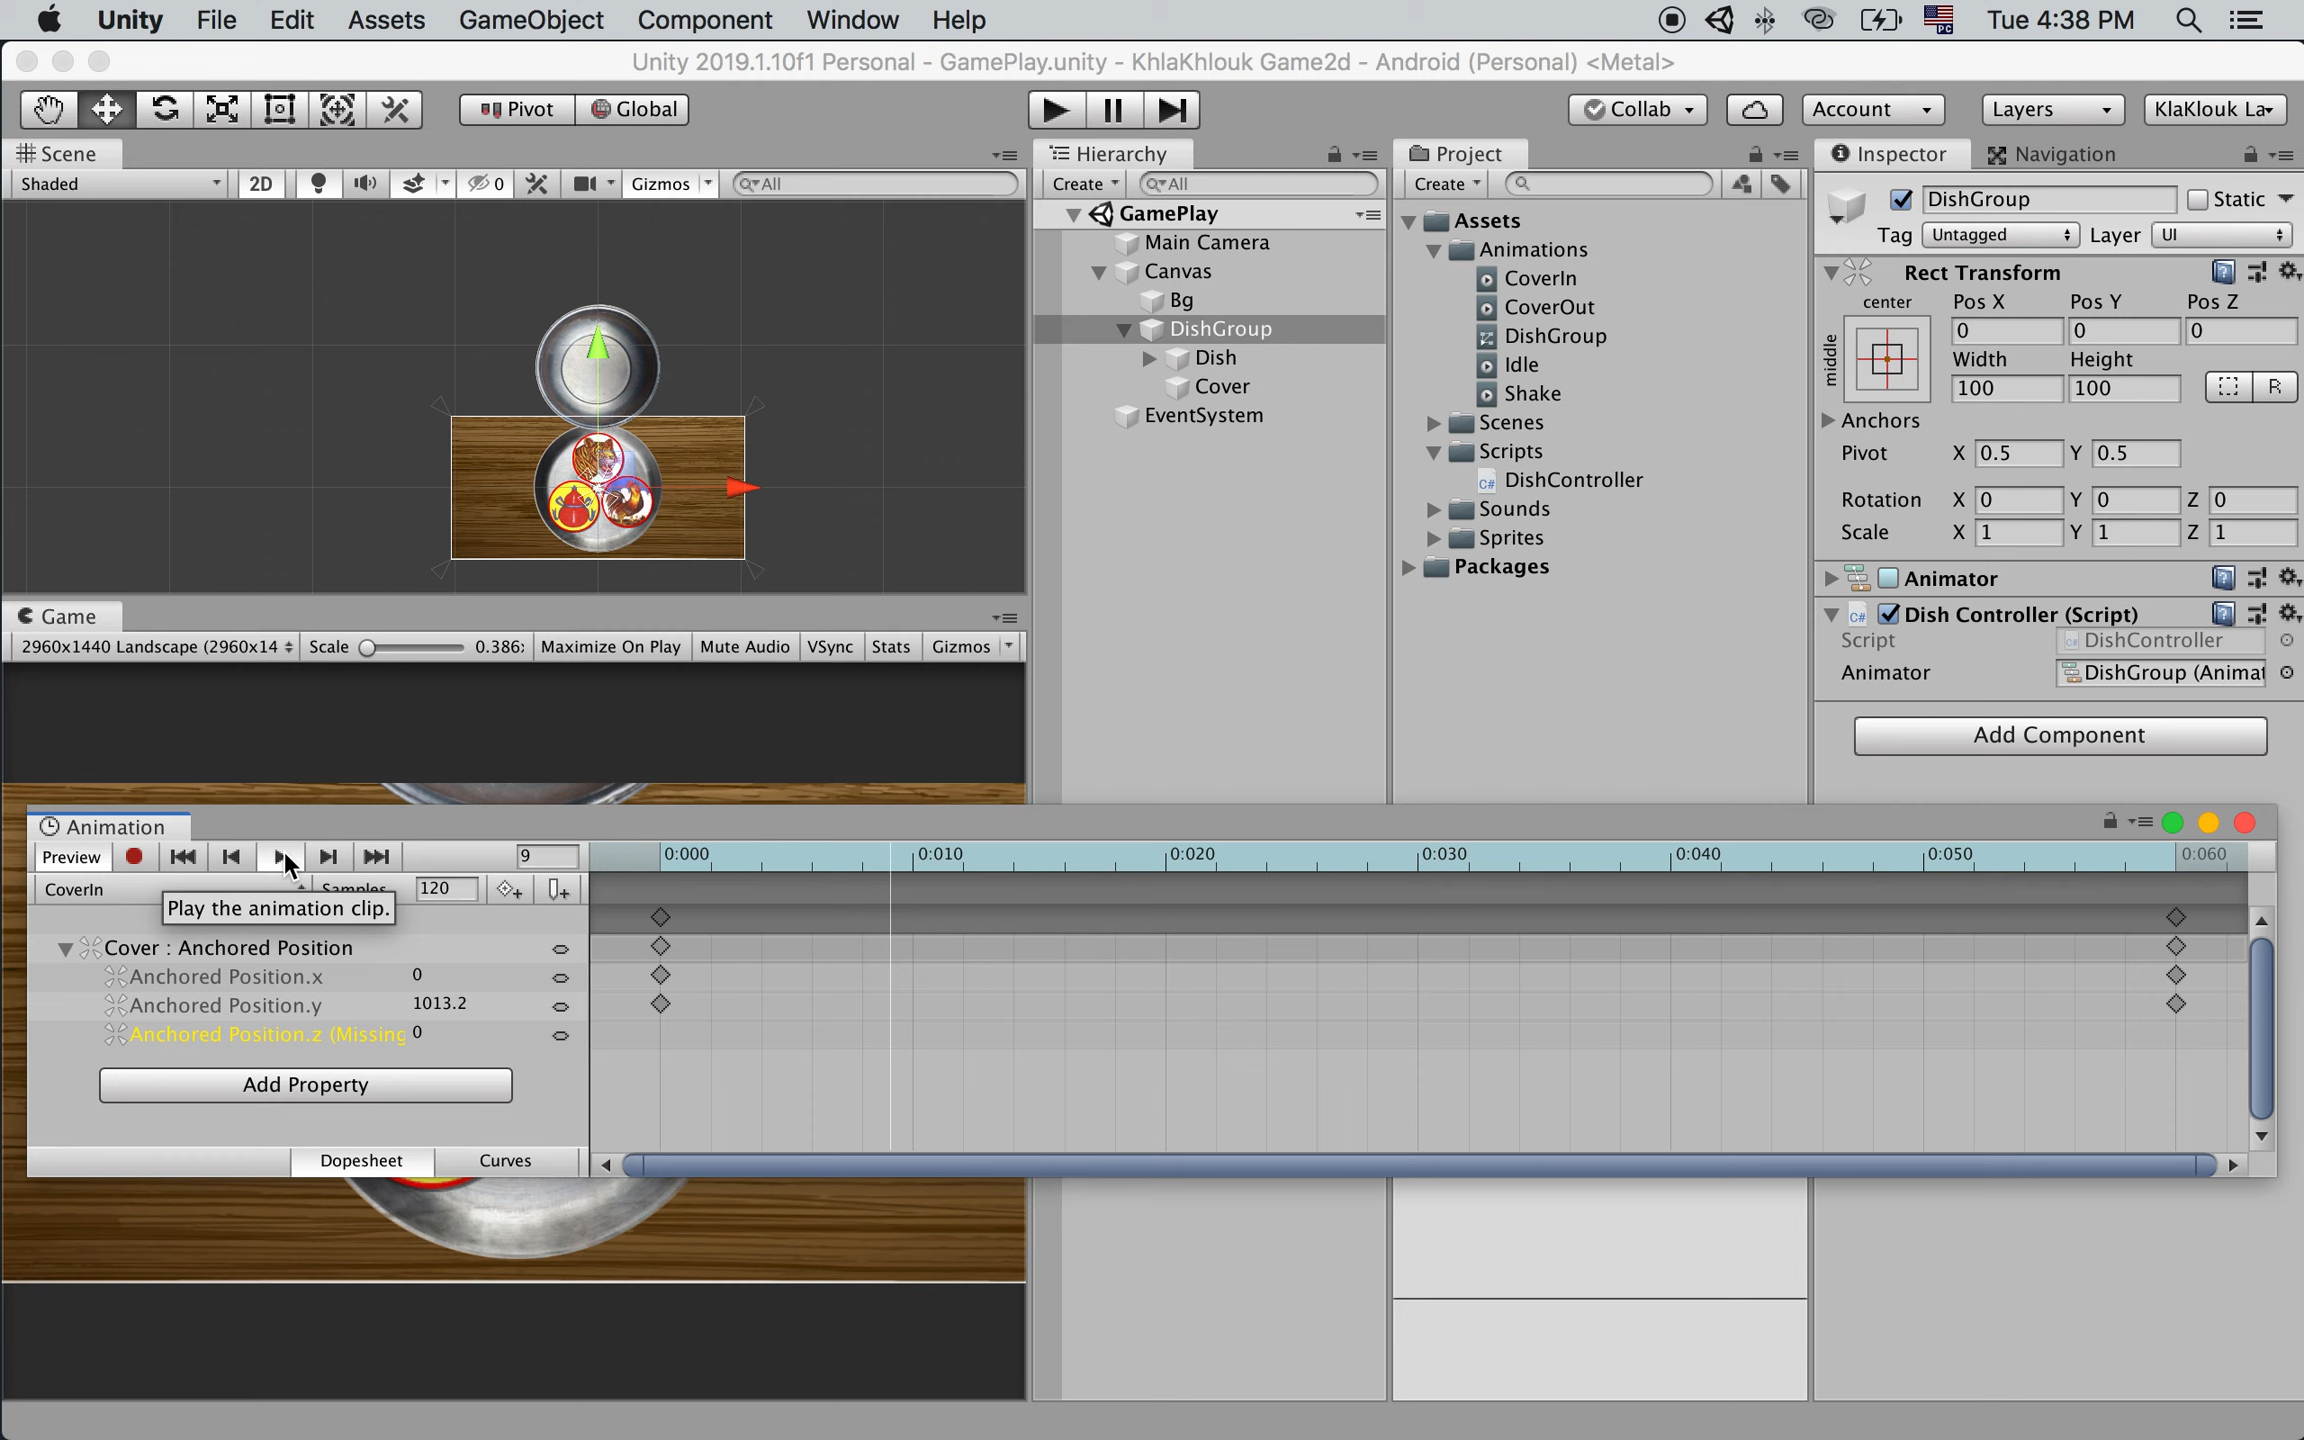 Unity File Edit Assets GameObject Component Window Help Tue 4:38 PM
Unity 2019.1.10f1 Personal - GamePlay.unity - KhlaKhlouk Game2d - Android (Personal) <Metal>
Pivot Global Collab Account Layers KlaKlouk La
Scene
Shaded 2D 0 Gizmos All
Hierarchy
Create All
GamePlay
Main Camera
Canvas
Bg
DishGroup
Dish
Cover
EventSystem
Project
Create
Assets
Animations
CoverIn
CoverOut
DishGroup
Idle
Shake
Scenes
Scripts
DishController
Sounds
Sprites
Packages
Inspector Navigation
DishGroup Static
Tag Untagged Layer UI
Rect Transform
center Pos X Pos Y Pos Z
middle 0 0 0
Width Height
100 100 R
Anchors
Pivot X 0.5 Y 0.5
Rotation X 0 Y 0 Z 0
Scale X 1 Y 1 Z 1
Animator
C# Dish Controller (Script)
Script DishController
Animator DishGroup (Animat
Add Component
Game
2960x1440 Landscape (2960x14 Scale 0.386: Maximize On Play Mute Audio VSync Stats Gizmos
Animation
Preview 9 0:000 0:010 0:020 0:030 0:040 0:050 0:060
CoverIn Samples 120
Play the animation clip.
Cover : Anchored Position
Anchored Position.x 0
Anchored Position.y 1013.2
Anchored Position.z (Missing 0
Add Property
Dopesheet Curves